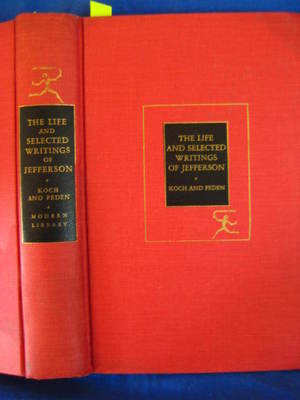 THE LIFE
AND
SELECTED
WRITINGS
OF
JEFFERSON
KOCH
AND PEDEN
MODERN
LIBRARY
THE LIFE
AND SELECTED
WRITINGS
OF JEFFERSON
KOCH AND PEDEN